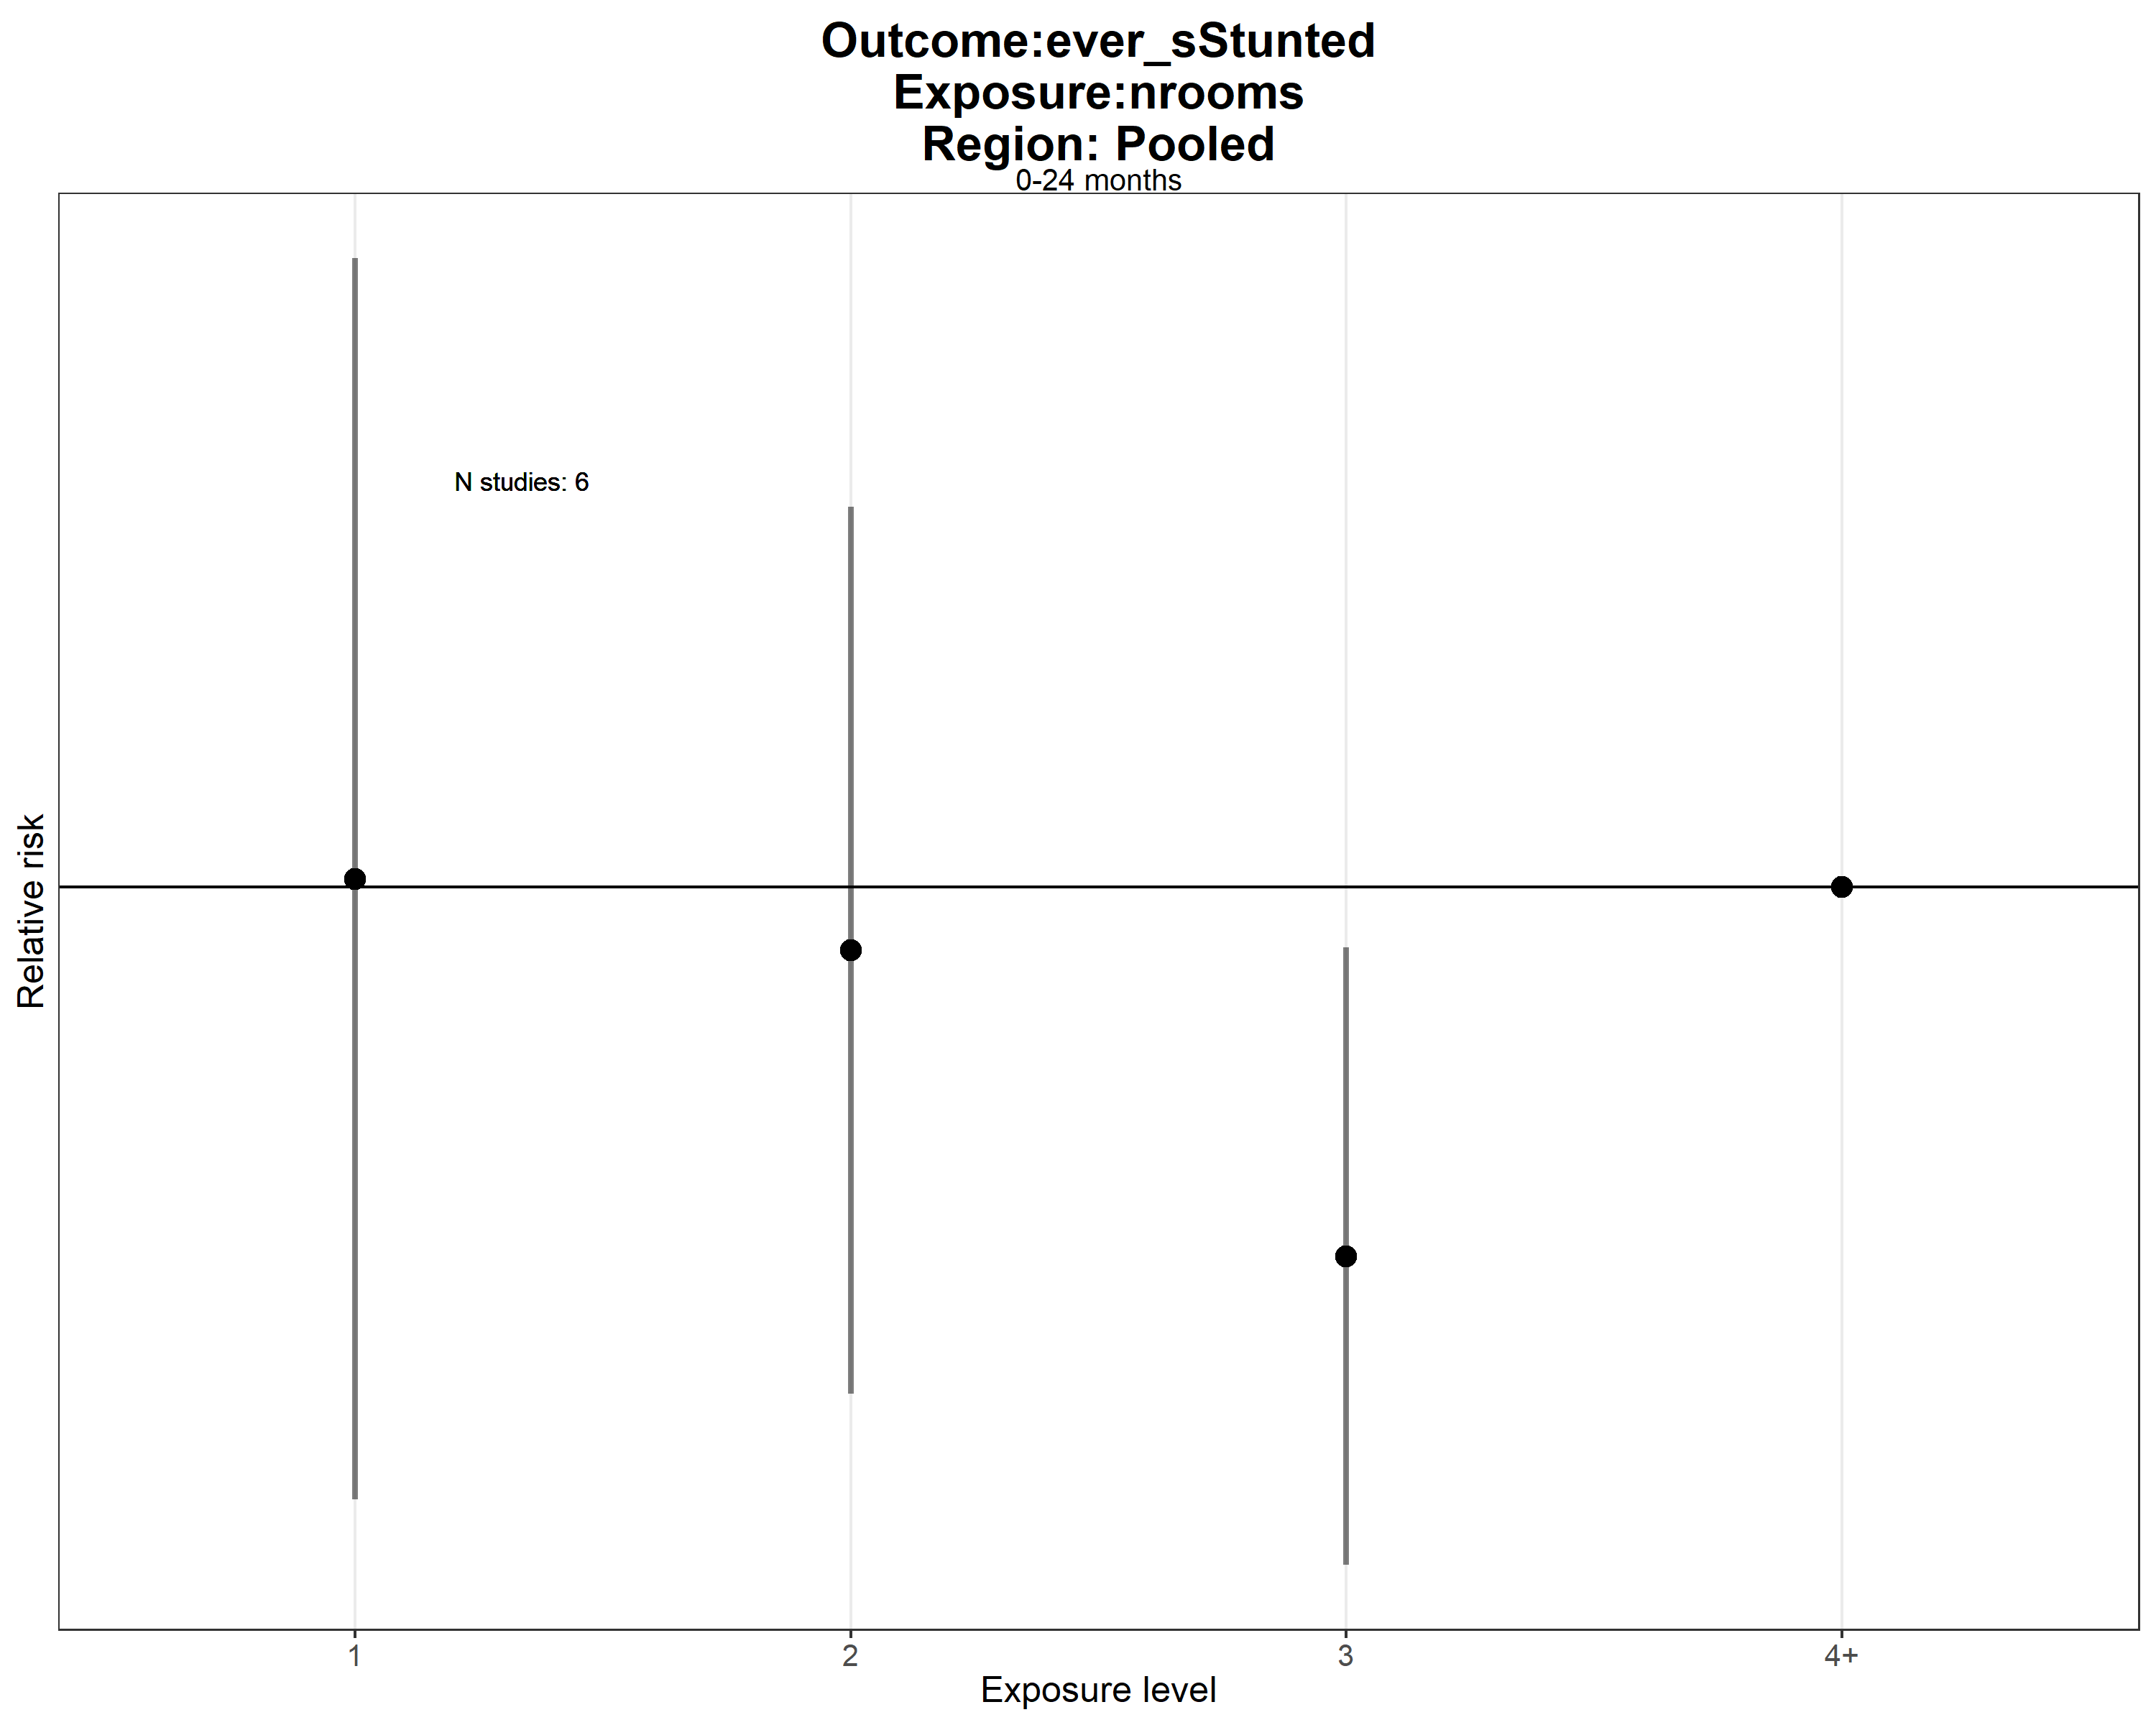 Outcome:ever_sStunted
Exposure:nrooms
Region: Pooled
0-24 months
N studies: 6
Relative risk
1 2 3 4+
Exposure level